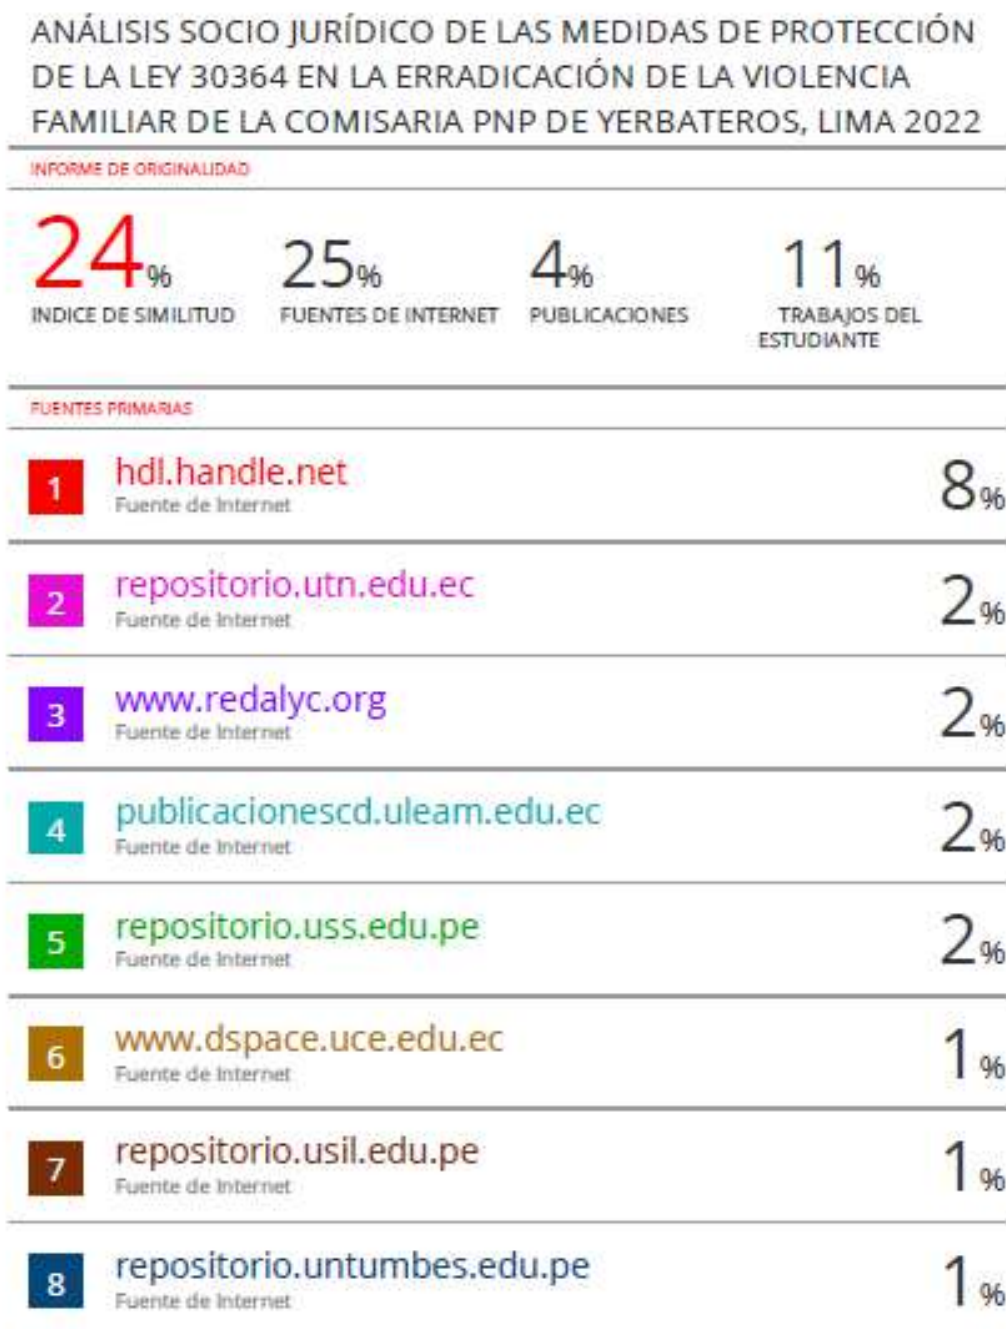 ANÁLISIS SOCIO JURÍDICO DE LAS MEDIDAS DE PROTECCIÓN
DE LA LEY 30364 EN LA ERRADICACIÓN DE LA VIOLENCIA
FAMILIAR DE LA COMISARIA PNP DE YERBATEROS, LIMA 2022
INFORME DE ORIGINALIDAD
24% 25% 4% 11%
INDICE DE SIMILITUD FUENTES DE INTERNET PUBLICACIONES TRABAJOS DEL
ESTUDIANTE
FUENTES PRIMARIAS
1 hdl.handle.net 8%
Fuente de Internet
2 repositorio.utn.edu.ec 2%
Fuente de Internet
3 www.redalyc.org 2%
Fuente de Internet
4 publicacionescd.uleam.edu.ec 2%
Fuente de Internet
5 repositorio.uss.edu.pe 2%
Fuente de Internet
6 www.dspace.uce.edu.ec 1%
Fuente de Internet
7 repositorio.usil.edu.pe 1%
Fuente de Internet
8 repositorio.untumbes.edu.pe 1%
Fuente de Internet